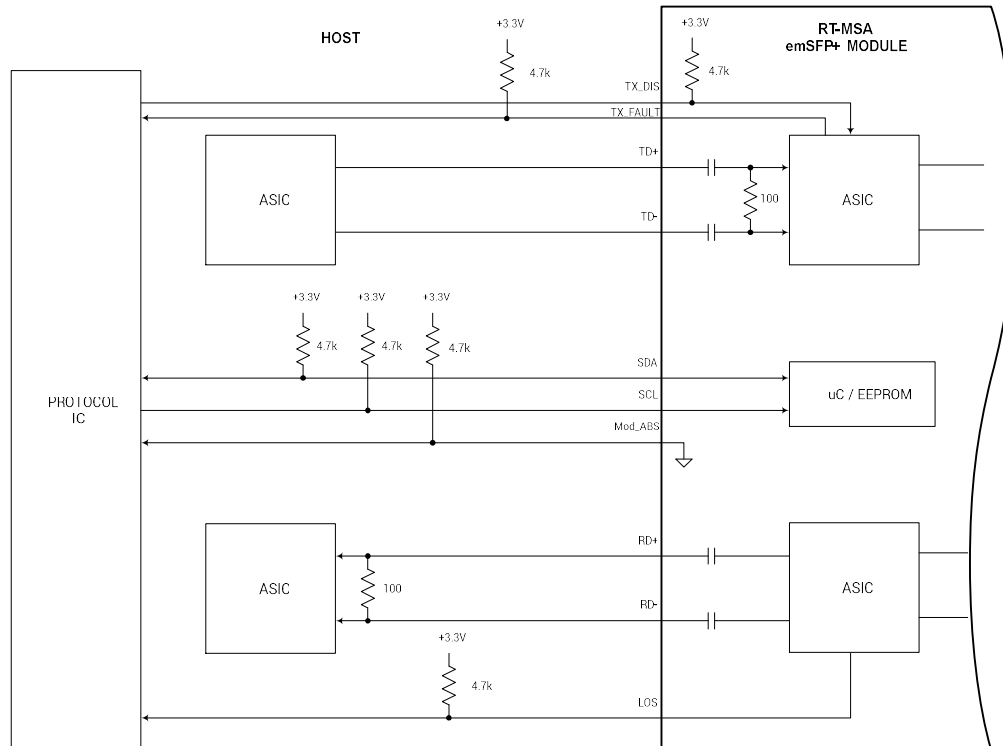 HOST
RT-MSA
emSFP+ MODULE
+3.3V
4.7k
+3.3V
4.7k
TX_DIS
TX_FAULT
ASIC
TD+
TD-
100
ASIC
+3.3V
+3.3V
+3.3V
4.7k
4.7k
4.7k
PROTOCOL
IC
SDA
SCL
Mod_ABS
uC / EEPROM
ASIC
100
RD+
RD-
ASIC
+3.3V
4.7k
LOS